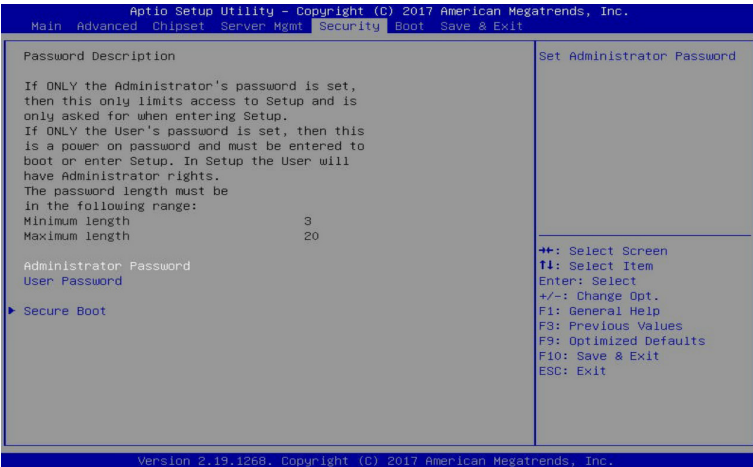 Aptio Setup Utility – Copyright (C) 2017 American Megatrends, Inc.
Main Advanced Chipset Server Mgmt Security Boot Save & Exit
Password Description
If ONLY the Administrator's password is set,
then this only limits access to Setup and is
only asked for when entering Setup.
If ONLY the User's password is set, then this
is a power on password and must be entered to
boot or enter Setup. In Setup the User will
have Administrator rights.
The password length must be
in the following range:
Minimum length 3
Maximum length 20
Administrator Password
User Password
▶ Secure Boot
Set Administrator Password
→←: Select Screen
↑↓: Select Item
Enter: Select
+/-: Change Opt.
F1: General Help
F3: Previous Values
F9: Optimized Defaults
F10: Save & Exit
ESC: Exit
Version 2.19.1268. Copyright (C) 2017 American Megatrends, Inc.